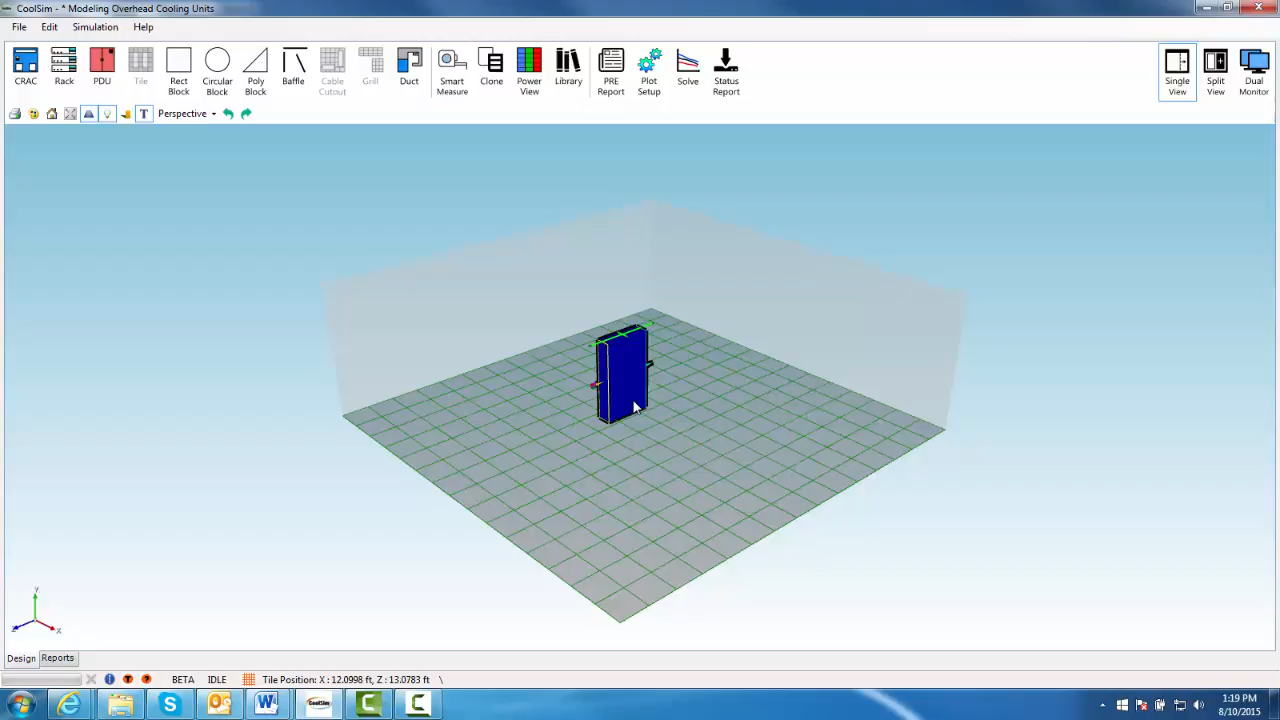 CoolSim - * Modeling Overhead Cooling Units
File Edit Simulation Help
CRAC Rack PDU Tile Rect Block Circular Block Poly Block Baffle Cable Cutout Grill Duct Smart Measure Clone Power View Library PRE Report Plot Setup Solve Status Report Single View Split View Dual Monitor
T Perspective
Y
Z X
Design Reports
BETA IDLE Tile Position: X : 12.0998 ft, Z : 13.0783 ft \
CoolSim 1:19 PM
8/10/2015